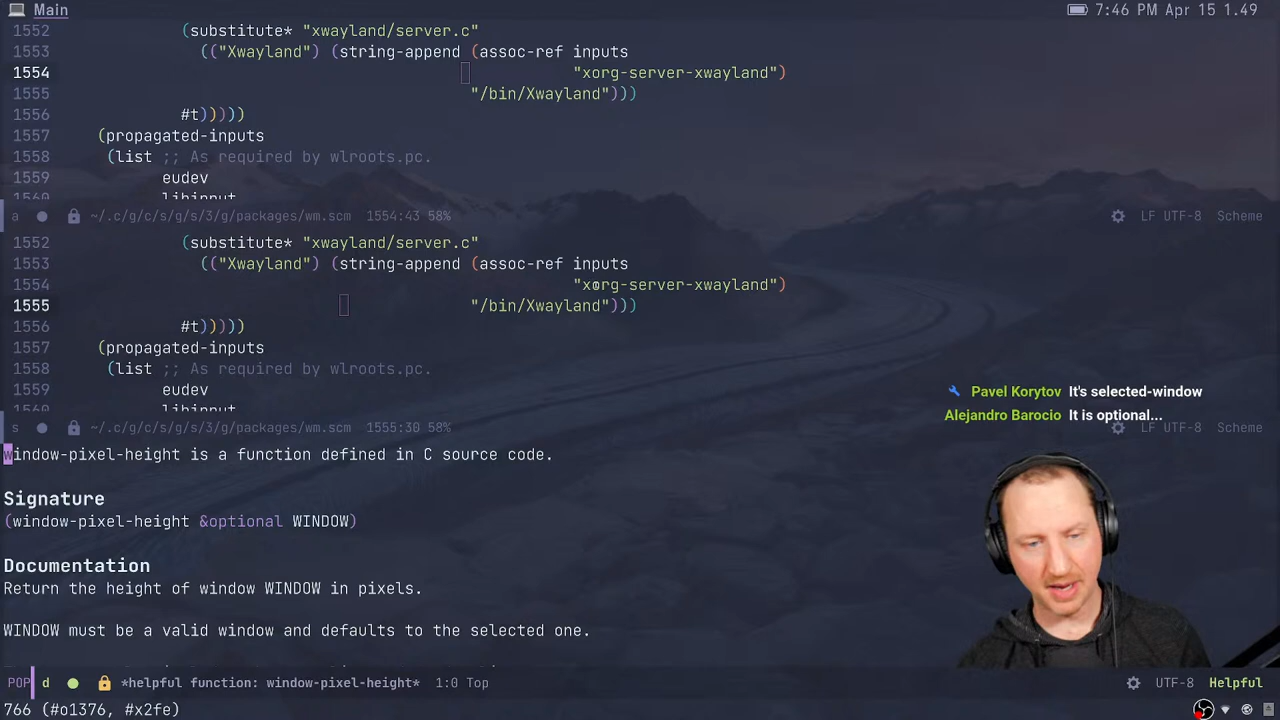 Main
7:46 PM Apr 15 1.49
1552 (substitute* "xwayland/server.c"
1553 (("Xwayland") (string-append (assoc-ref inputs
1554 "xorg-server-xwayland")
1555 "/bin/Xwayland")))
1556 #t)))))
1557 (propagated-inputs
1558 (list ;; As required by wlroots.pc.
1559 eudev
1560 libinput
a ~/.c/g/c/s/g/s/3/g/packages/wm.scm 1554:43 58% LF UTF-8 Scheme
1552 (substitute* "xwayland/server.c"
1553 (("Xwayland") (string-append (assoc-ref inputs
1554 "xorg-server-xwayland")
1555 "/bin/Xwayland")))
1556 #t)))))
1557 (propagated-inputs
1558 (list ;; As required by wlroots.pc.
1559 eudev
1560 libinput
Pavel Korytov It's selected-window
Alejandro Barocio It is optional...
s ~/.c/g/c/s/g/s/3/g/packages/wm.scm 1555:30 58% LF UTF-8 Scheme
window-pixel-height is a function defined in C source code.
Signature
(window-pixel-height &optional WINDOW)
Documentation
Return the height of window WINDOW in pixels.
WINDOW must be a valid window and defaults to the selected one.
POP d *helpful function: window-pixel-height* 1:0 Top UTF-8 Helpful
766 (#o1376, #x2fe)